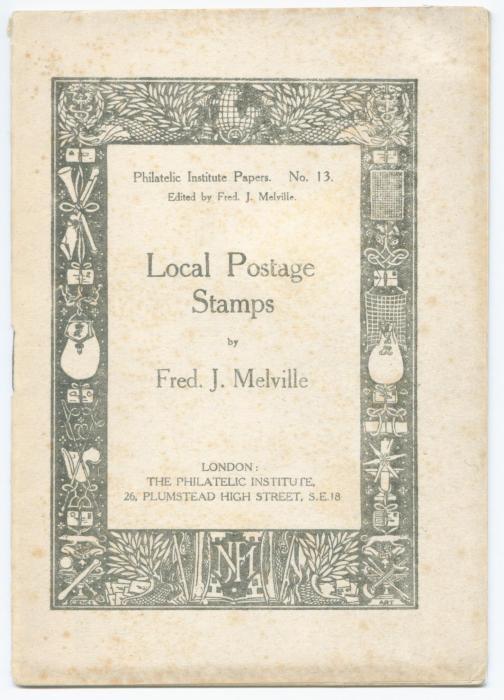 Philatelic Institute Papers. No. 13.
Edited by Fred. J. Melville.
Local Postage
Stamps
by
Fred. J. Melville
LONDON:
THE PHILATELIC INSTITUTE,
26, PLUMSTEAD HIGH STREET, S.E.18